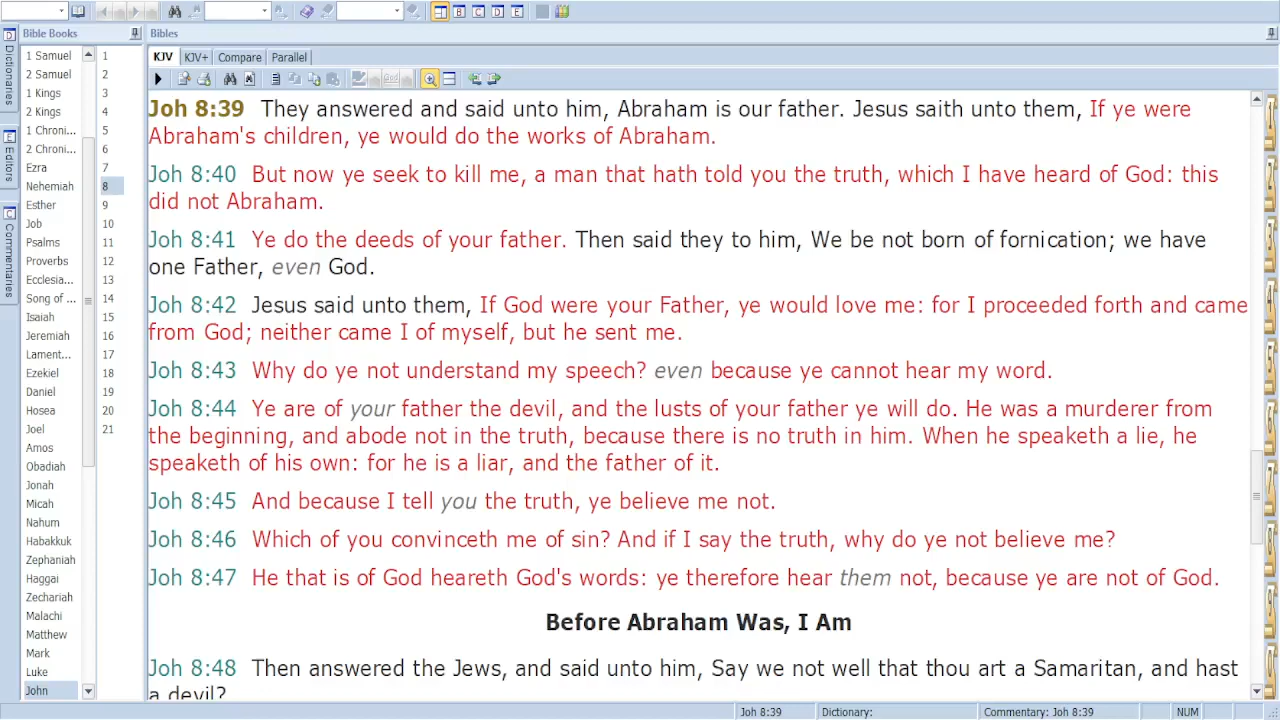 B C D E
Bible Books
Bibles
Dictionaries
Editors
Commentaries
1 Samuel
2 Samuel
1 Kings
2 Kings
1 Chroni...
2 Chroni...
Ezra
Nehemiah
Esther
Job
Psalms
Proverbs
Ecclesia...
Song of ...
Isaiah
Jeremiah
Lament...
Ezekiel
Daniel
Hosea
Joel
Amos
Obadiah
Jonah
Micah
Nahum
Habakkuk
Zephaniah
Haggai
Zechariah
Malachi
Matthew
Mark
Luke
John
1
2
3
4
5
6
7
8
9
10
11
12
13
14
15
16
17
18
19
20
21
KJV KJV+ Compare Parallel
Joh 8:39 They answered and said unto him, Abraham is our father. Jesus saith unto them, If ye were
Abraham's children, ye would do the works of Abraham.
Joh 8:40 But now ye seek to kill me, a man that hath told you the truth, which I have heard of God: this
did not Abraham.
Joh 8:41 Ye do the deeds of your father. Then said they to him, We be not born of fornication; we have
one Father, even God.
Joh 8:42 Jesus said unto them, If God were your Father, ye would love me: for I proceeded forth and came
from God; neither came I of myself, but he sent me.
Joh 8:43 Why do ye not understand my speech? even because ye cannot hear my word.
Joh 8:44 Ye are of your father the devil, and the lusts of your father ye will do. He was a murderer from
the beginning, and abode not in the truth, because there is no truth in him. When he speaketh a lie, he
speaketh of his own: for he is a liar, and the father of it.
Joh 8:45 And because I tell you the truth, ye believe me not.
Joh 8:46 Which of you convinceth me of sin? And if I say the truth, why do ye not believe me?
Joh 8:47 He that is of God heareth God's words: ye therefore hear them not, because ye are not of God.
Before Abraham Was, I Am
Joh 8:48 Then answered the Jews, and said unto him, Say we not well that thou art a Samaritan, and hast
a devil?
Joh 8:39 Dictionary: Commentary: Joh 8:39 NUM